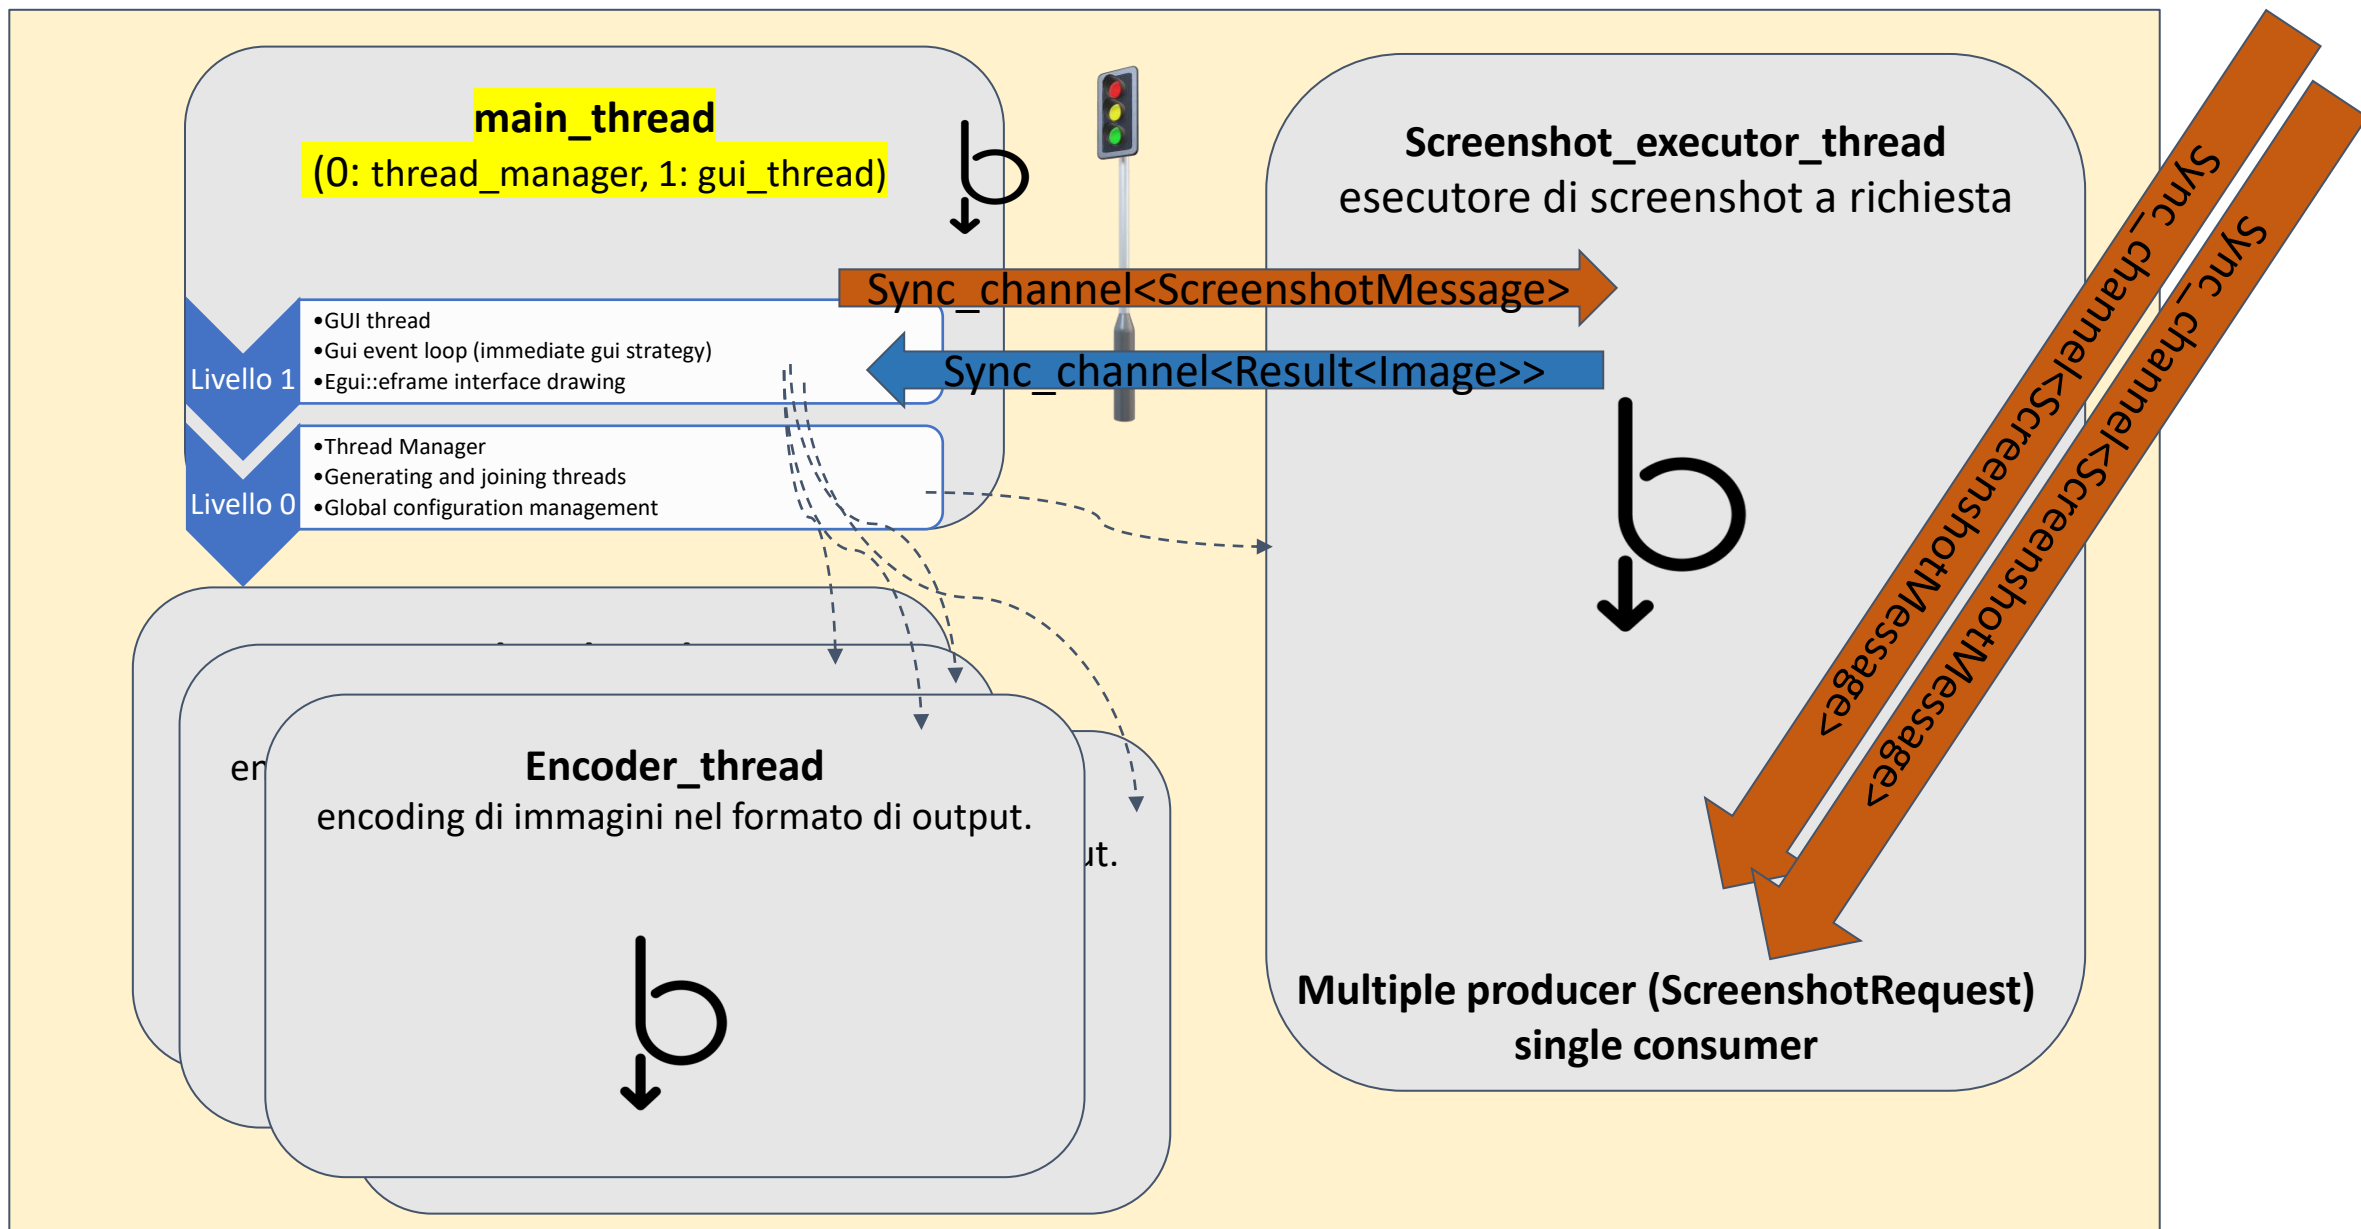 main_thread
(0: thread_manager, 1: gui_thread)
Livello 1
•GUI thread
•Gui event loop (immediate gui strategy)
•Egui::eframe interface drawing
Livello 0
•Thread Manager
•Generating and joining threads
•Global configuration management
Sync_channel<ScreenshotMessage>
Sync_channel<Result<Image>>
Screenshot_executor_thread
esecutore di screenshot a richiesta
Sync_channel<ScreenshotMessage>
Sync_channel<ScreenshotMessage>
Multiple producer (ScreenshotRequest)
single consumer
Encoder_thread
encoding di immagini nel formato di output.